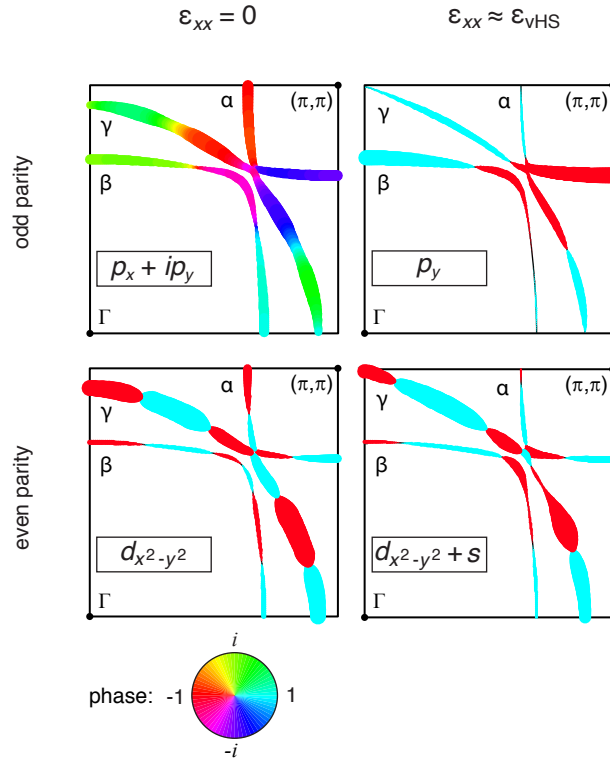 ε_xx = 0
ε_xx ≈ ε_vHS
odd parity
α
(π,π)
γ
β
p_x + ip_y
Γ
α
(π,π)
γ
β
p_y
Γ
even parity
α
(π,π)
γ
β
d_x²-y²
Γ
α
(π,π)
γ
β
d_x²-y² + s
Γ
i
phase: -1 1
-i